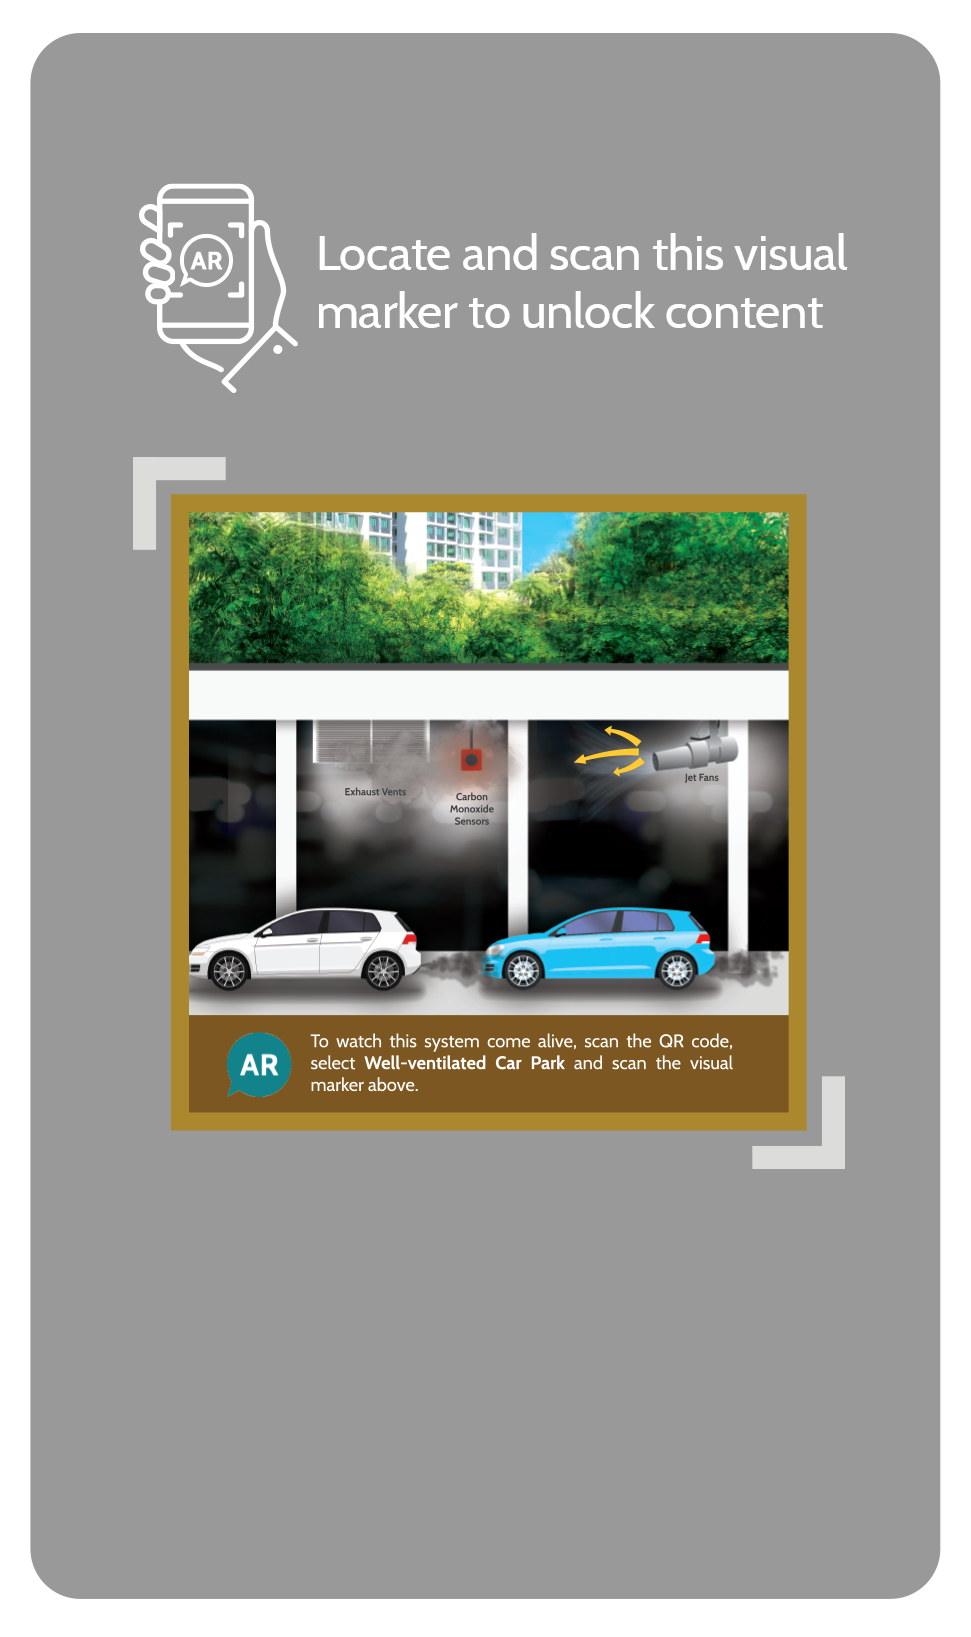 AR
Locate and scan this visual
marker to unlock content
Exhaust Vents
Carbon
Monoxide
Sensors
Jet Fans
AR
To watch this system come alive, scan the QR code,
select Well-ventilated Car Park and scan the visual
marker above.